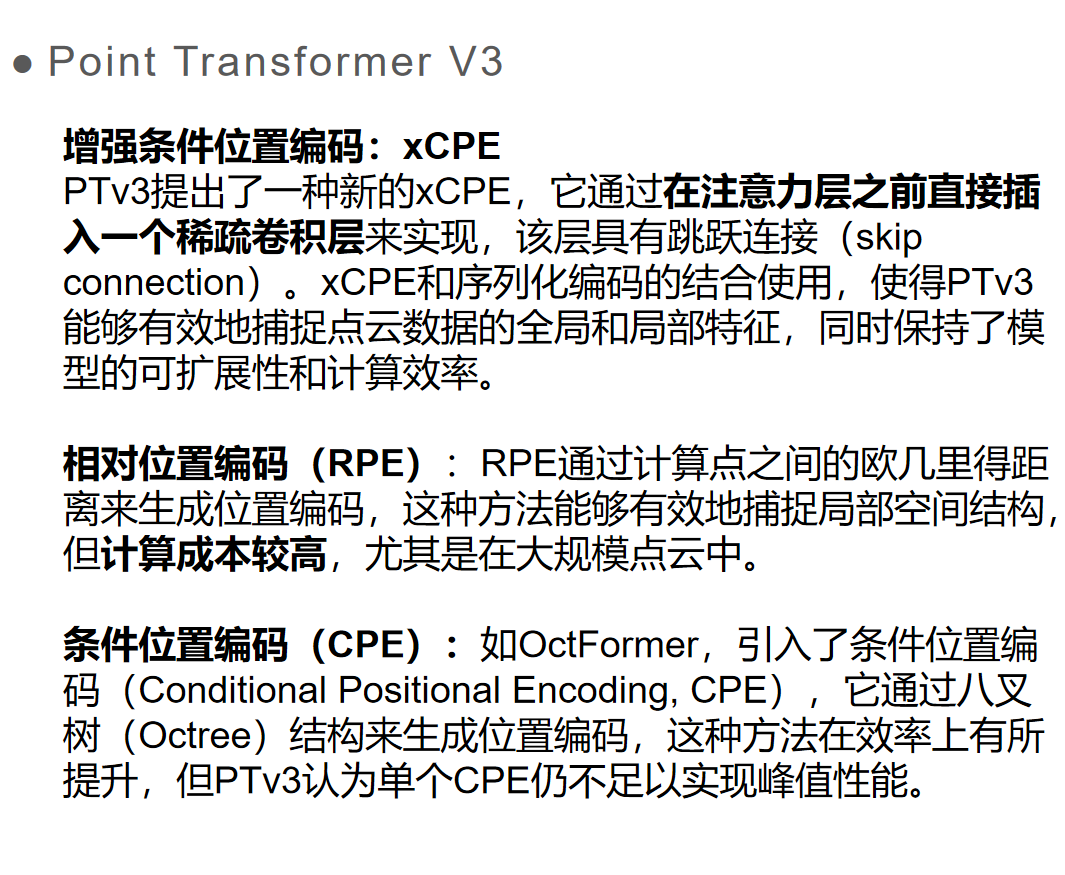 ● Point Transformer V3
增强条件位置编码：xCPE
PTv3提出了一种新的xCPE，它通过在注意力层之前直接插
入一个稀疏卷积层来实现，该层具有跳跃连接（skip
connection）。xCPE和序列化编码的结合使用，使得PTv3
能够有效地捕捉点云数据的全局和局部特征，同时保持了模
型的可扩展性和计算效率。
相对位置编码（RPE）：RPE通过计算点之间的欧几里得距
离来生成位置编码，这种方法能够有效地捕捉局部空间结构，
但计算成本较高，尤其是在大规模点云中。
条件位置编码（CPE）：如OctFormer，引入了条件位置编
码（Conditional Positional Encoding, CPE），它通过八叉
树（Octree）结构来生成位置编码，这种方法在效率上有所
提升，但PTv3认为单个CPE仍不足以实现峰值性能。